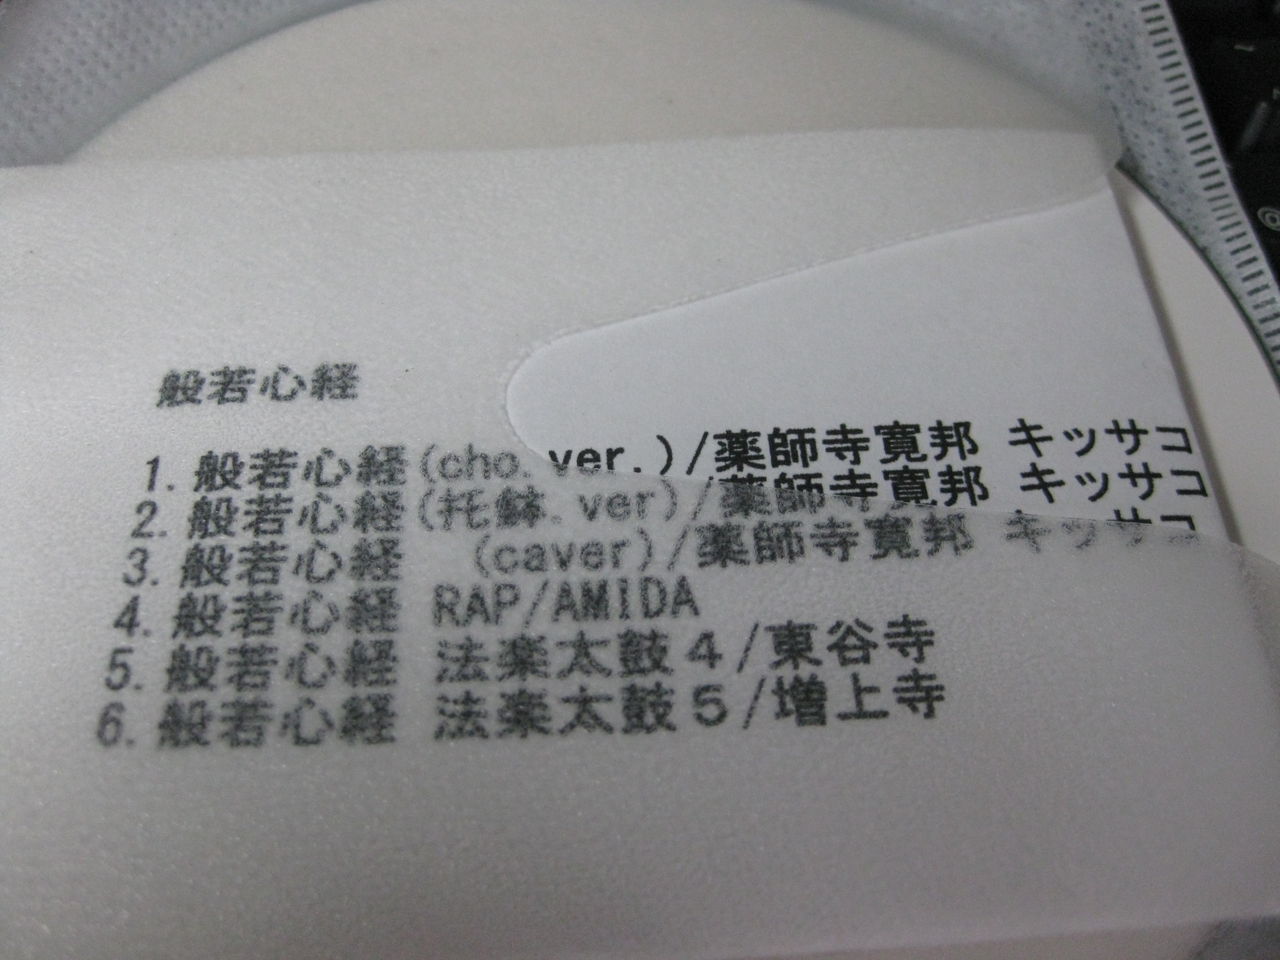 般若心経
1. 般若心経(cho.ver.)/薬師寺寛邦 キッサコ
2. 般若心経(托鉢.ver)/薬師寺寛邦 キッサコ
3. 般若心経 (caver)/薬師寺寛邦 キッサコ
4. 般若心経 RAP/AMIDA
5. 般若心経 法楽太鼓4/東谷寺
6. 般若心経 法楽太鼓5/増上寺